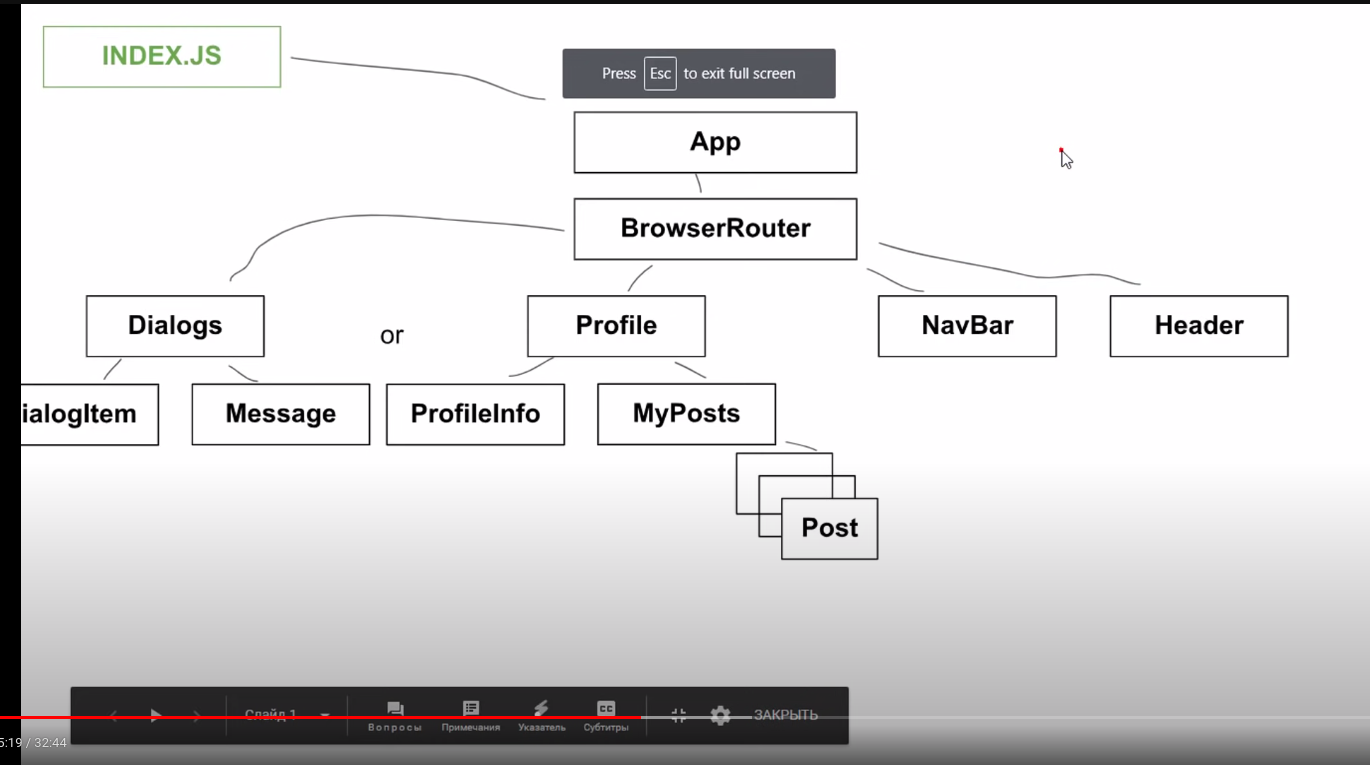 INDEX.JS
Press Esc to exit full screen
App
BrowserRouter
Dialogs
or
Profile
NavBar
Header
ialogItem
Message
ProfileInfo
MyPosts
Post
Слайд 1
Вопросы
Примечания
Указатель
CC
Субтитры
ЗАКРЫТЬ
5:19 / 32:44